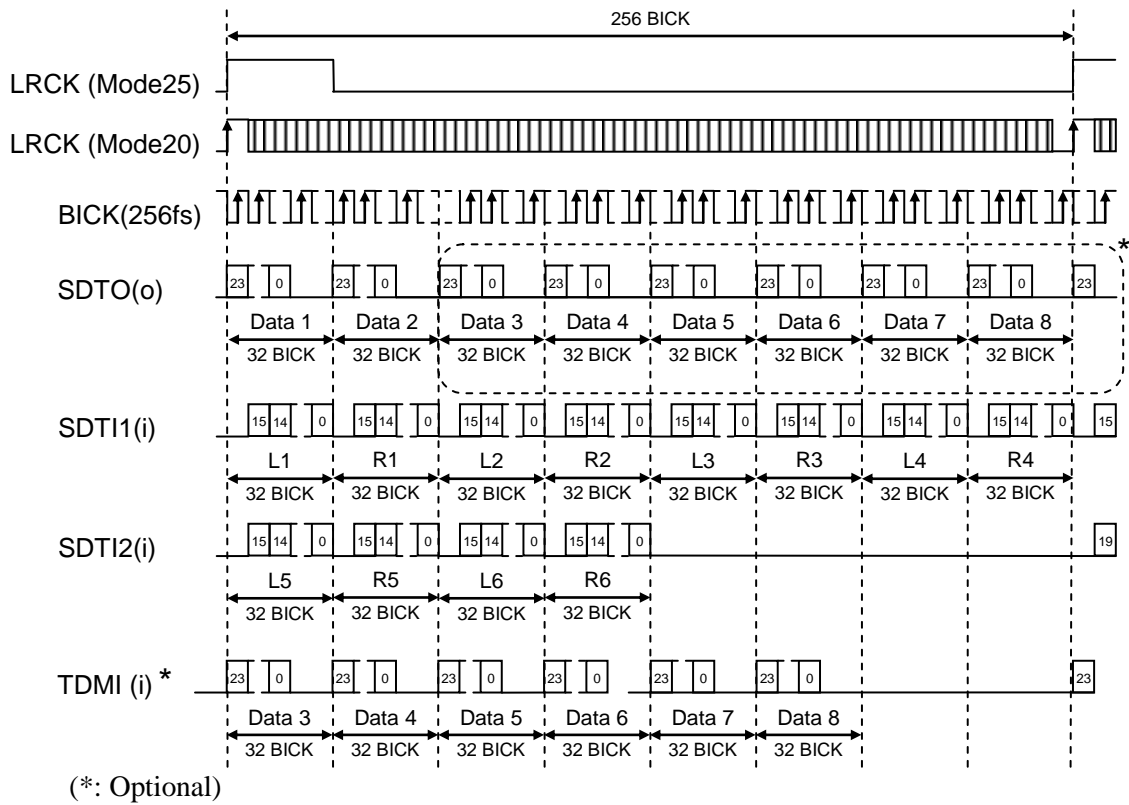 256 BICK
LRCK (Mode25)
LRCK (Mode20)
BICK(256fs)
*
SDTO(o)
23 0 23 0 23 0 23 0 23 0 23 0 23 0 23 0 23
Data 1 Data 2 Data 3 Data 4 Data 5 Data 6 Data 7 Data 8
32 BICK 32 BICK 32 BICK 32 BICK 32 BICK 32 BICK 32 BICK 32 BICK
SDTI1(i)
15 14 0 15 14 0 15 14 0 15 14 0 15 14 0 15 14 0 15 14 0 15 14 0 15
L1 R1 L2 R2 L3 R3 L4 R4
32 BICK 32 BICK 32 BICK 32 BICK 32 BICK 32 BICK 32 BICK 32 BICK
SDTI2(i)
15 14 0 15 14 0 15 14 0 15 14 0 19
L5 R5 L6 R6
32 BICK 32 BICK 32 BICK 32 BICK
TDMI (i) *
23 0 23 0 23 0 23 0 23 0 23 0 23
Data 3 Data 4 Data 5 Data 6 Data 7 Data 8
32 BICK 32 BICK 32 BICK 32 BICK 32 BICK 32 BICK
(*: Optional)